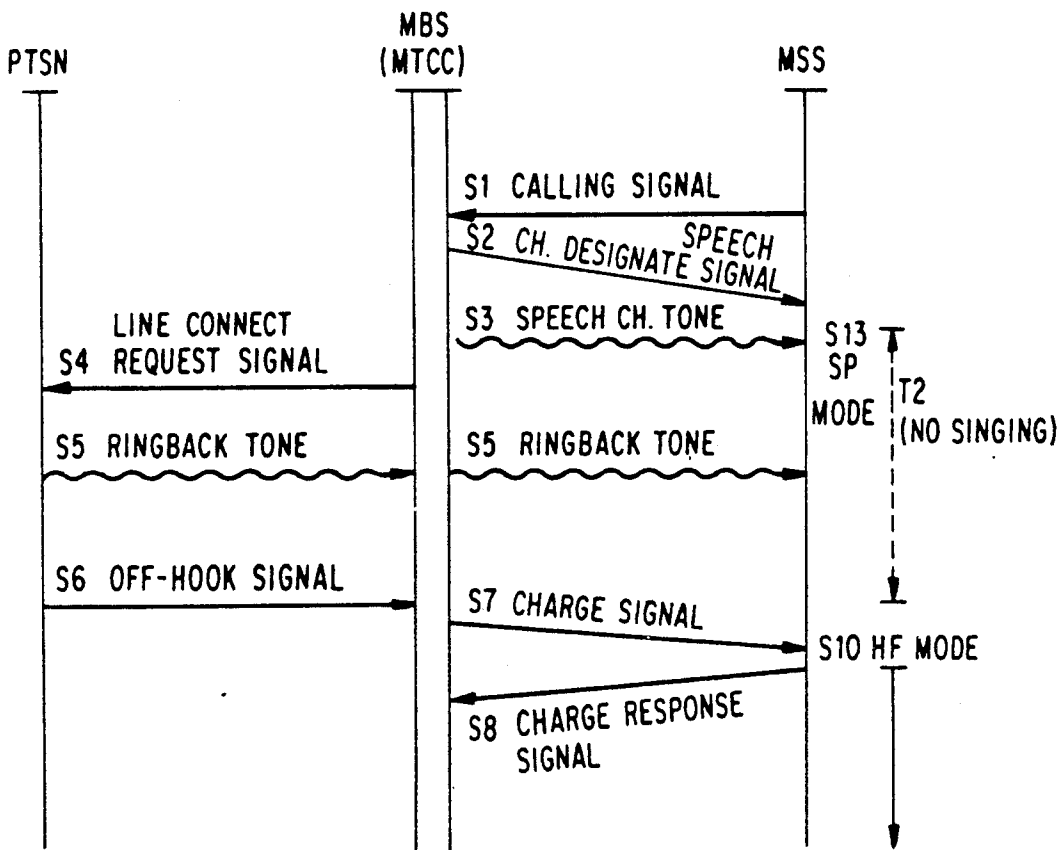 PTSN
MBS
(MTCC)
MSS
S1 CALLING SIGNAL
S2 CH. DESIGNATE SIGNAL
SPEECH
S3 SPEECH CH. TONE
LINE CONNECT
S4 REQUEST SIGNAL
S13
SP
MODE
T2
(NO SINGING)
S5 RINGBACK TONE
S5 RINGBACK TONE
S6 OFF-HOOK SIGNAL
S7 CHARGE SIGNAL
S10 HF MODE
S8 CHARGE RESPONSE
SIGNAL